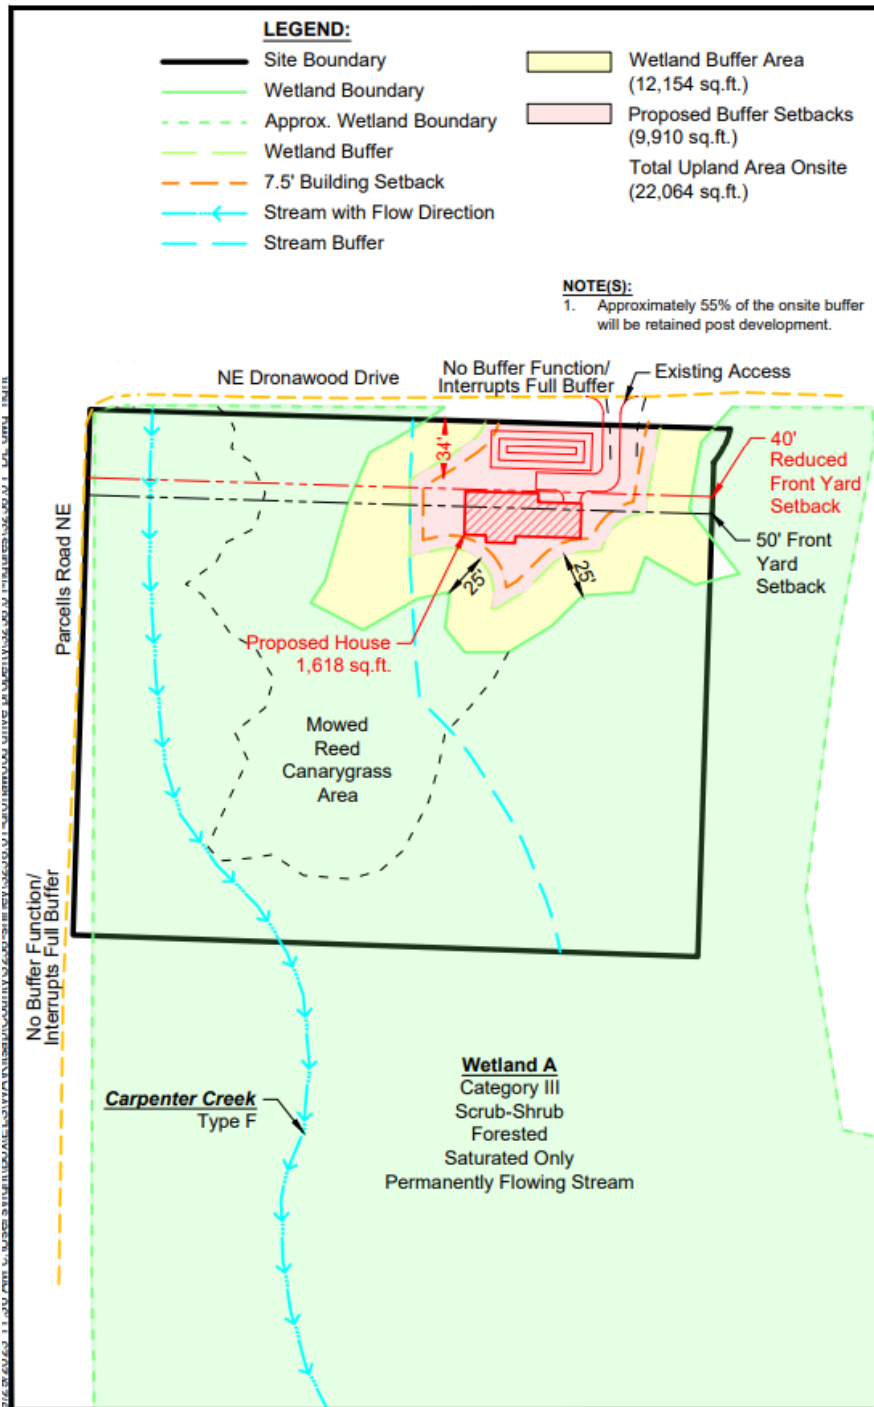 LEGEND:
Site Boundary
Wetland Boundary
Approx. Wetland Boundary
Wetland Buffer
7.5' Building Setback
Stream with Flow Direction
Stream Buffer
Wetland Buffer Area
(12,154 sq.ft.)
Proposed Buffer Setbacks
(9,910 sq.ft.)
Total Upland Area Onsite
(22,064 sq.ft.)
NOTE(S):
1. Approximately 55% of the onsite buffer
will be retained post development.
NE Dronawood Drive
No Buffer Function/
Interrupts Full Buffer
Existing Access
34'
40'
Reduced
Front Yard
Setback
50' Front
Yard
Setback
Parcells Road NE
25'
25'
Proposed House
1,618 sq.ft.
Mowed
Reed
Canarygrass
Area
No Buffer Function/
Interrupts Full Buffer
Carpenter Creek
Type F
Wetland A
Category III
Scrub-Shrub
Forested
Saturated Only
Permanently Flowing Stream